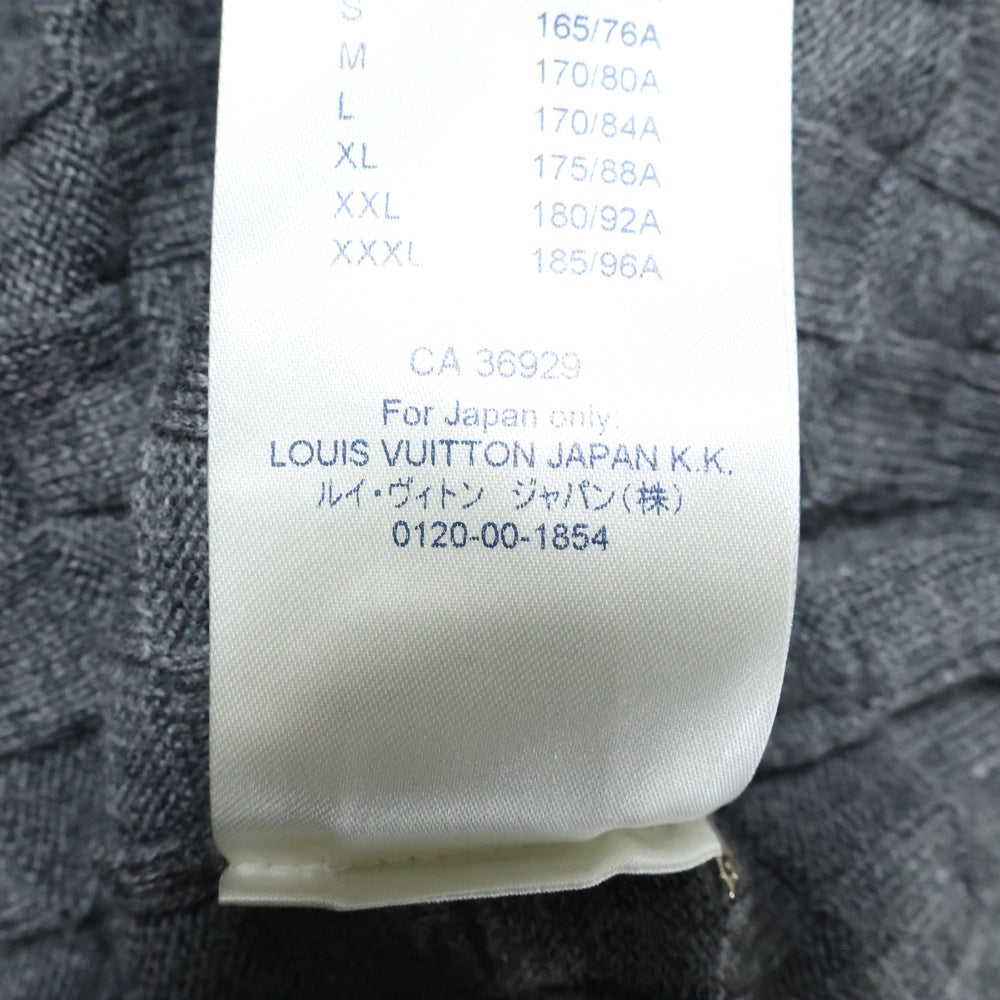 S 165/76A
M 170/80A
L 170/84A
XL 175/88A
XXL 180/92A
XXXL 185/96A
CA 36929
For Japan only:
LOUIS VUITTON JAPAN K.K.
ルイ・ヴィトン ジャパン(株)
0120-00-1854